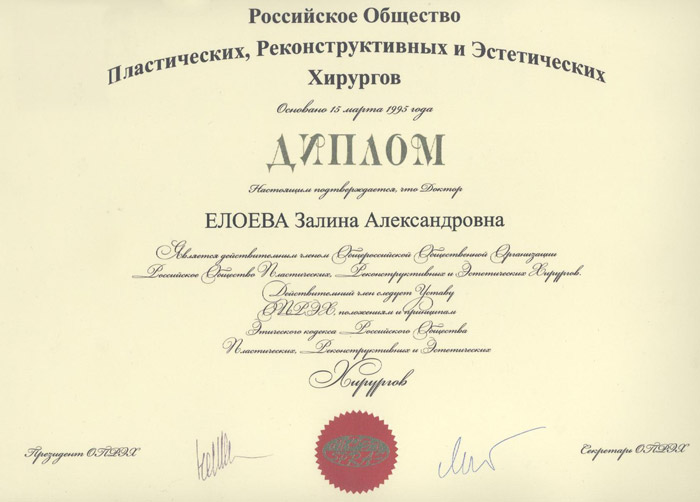 Российское Общество
Пластических, Реконструктивных и Эстетических
Хирургов
Основано 15 марта 1995 года
ДИПЛОМ
Настоящим подтверждается, что Доктор
ЕЛОЕВА Залина Александровна
Является действительным членом Общероссийской Общественной Организации
Российское Общество Пластических, Реконструктивных и Эстетических Хирургов.
Действительный член следует Уставу
ОПРЭХ, положениям и принципам
Этического кодекса Российского Общества
Пластических, Реконструктивных и Эстетических
Хирургов
Президент ОПРЭХ
Секретарь ОПРЭХ